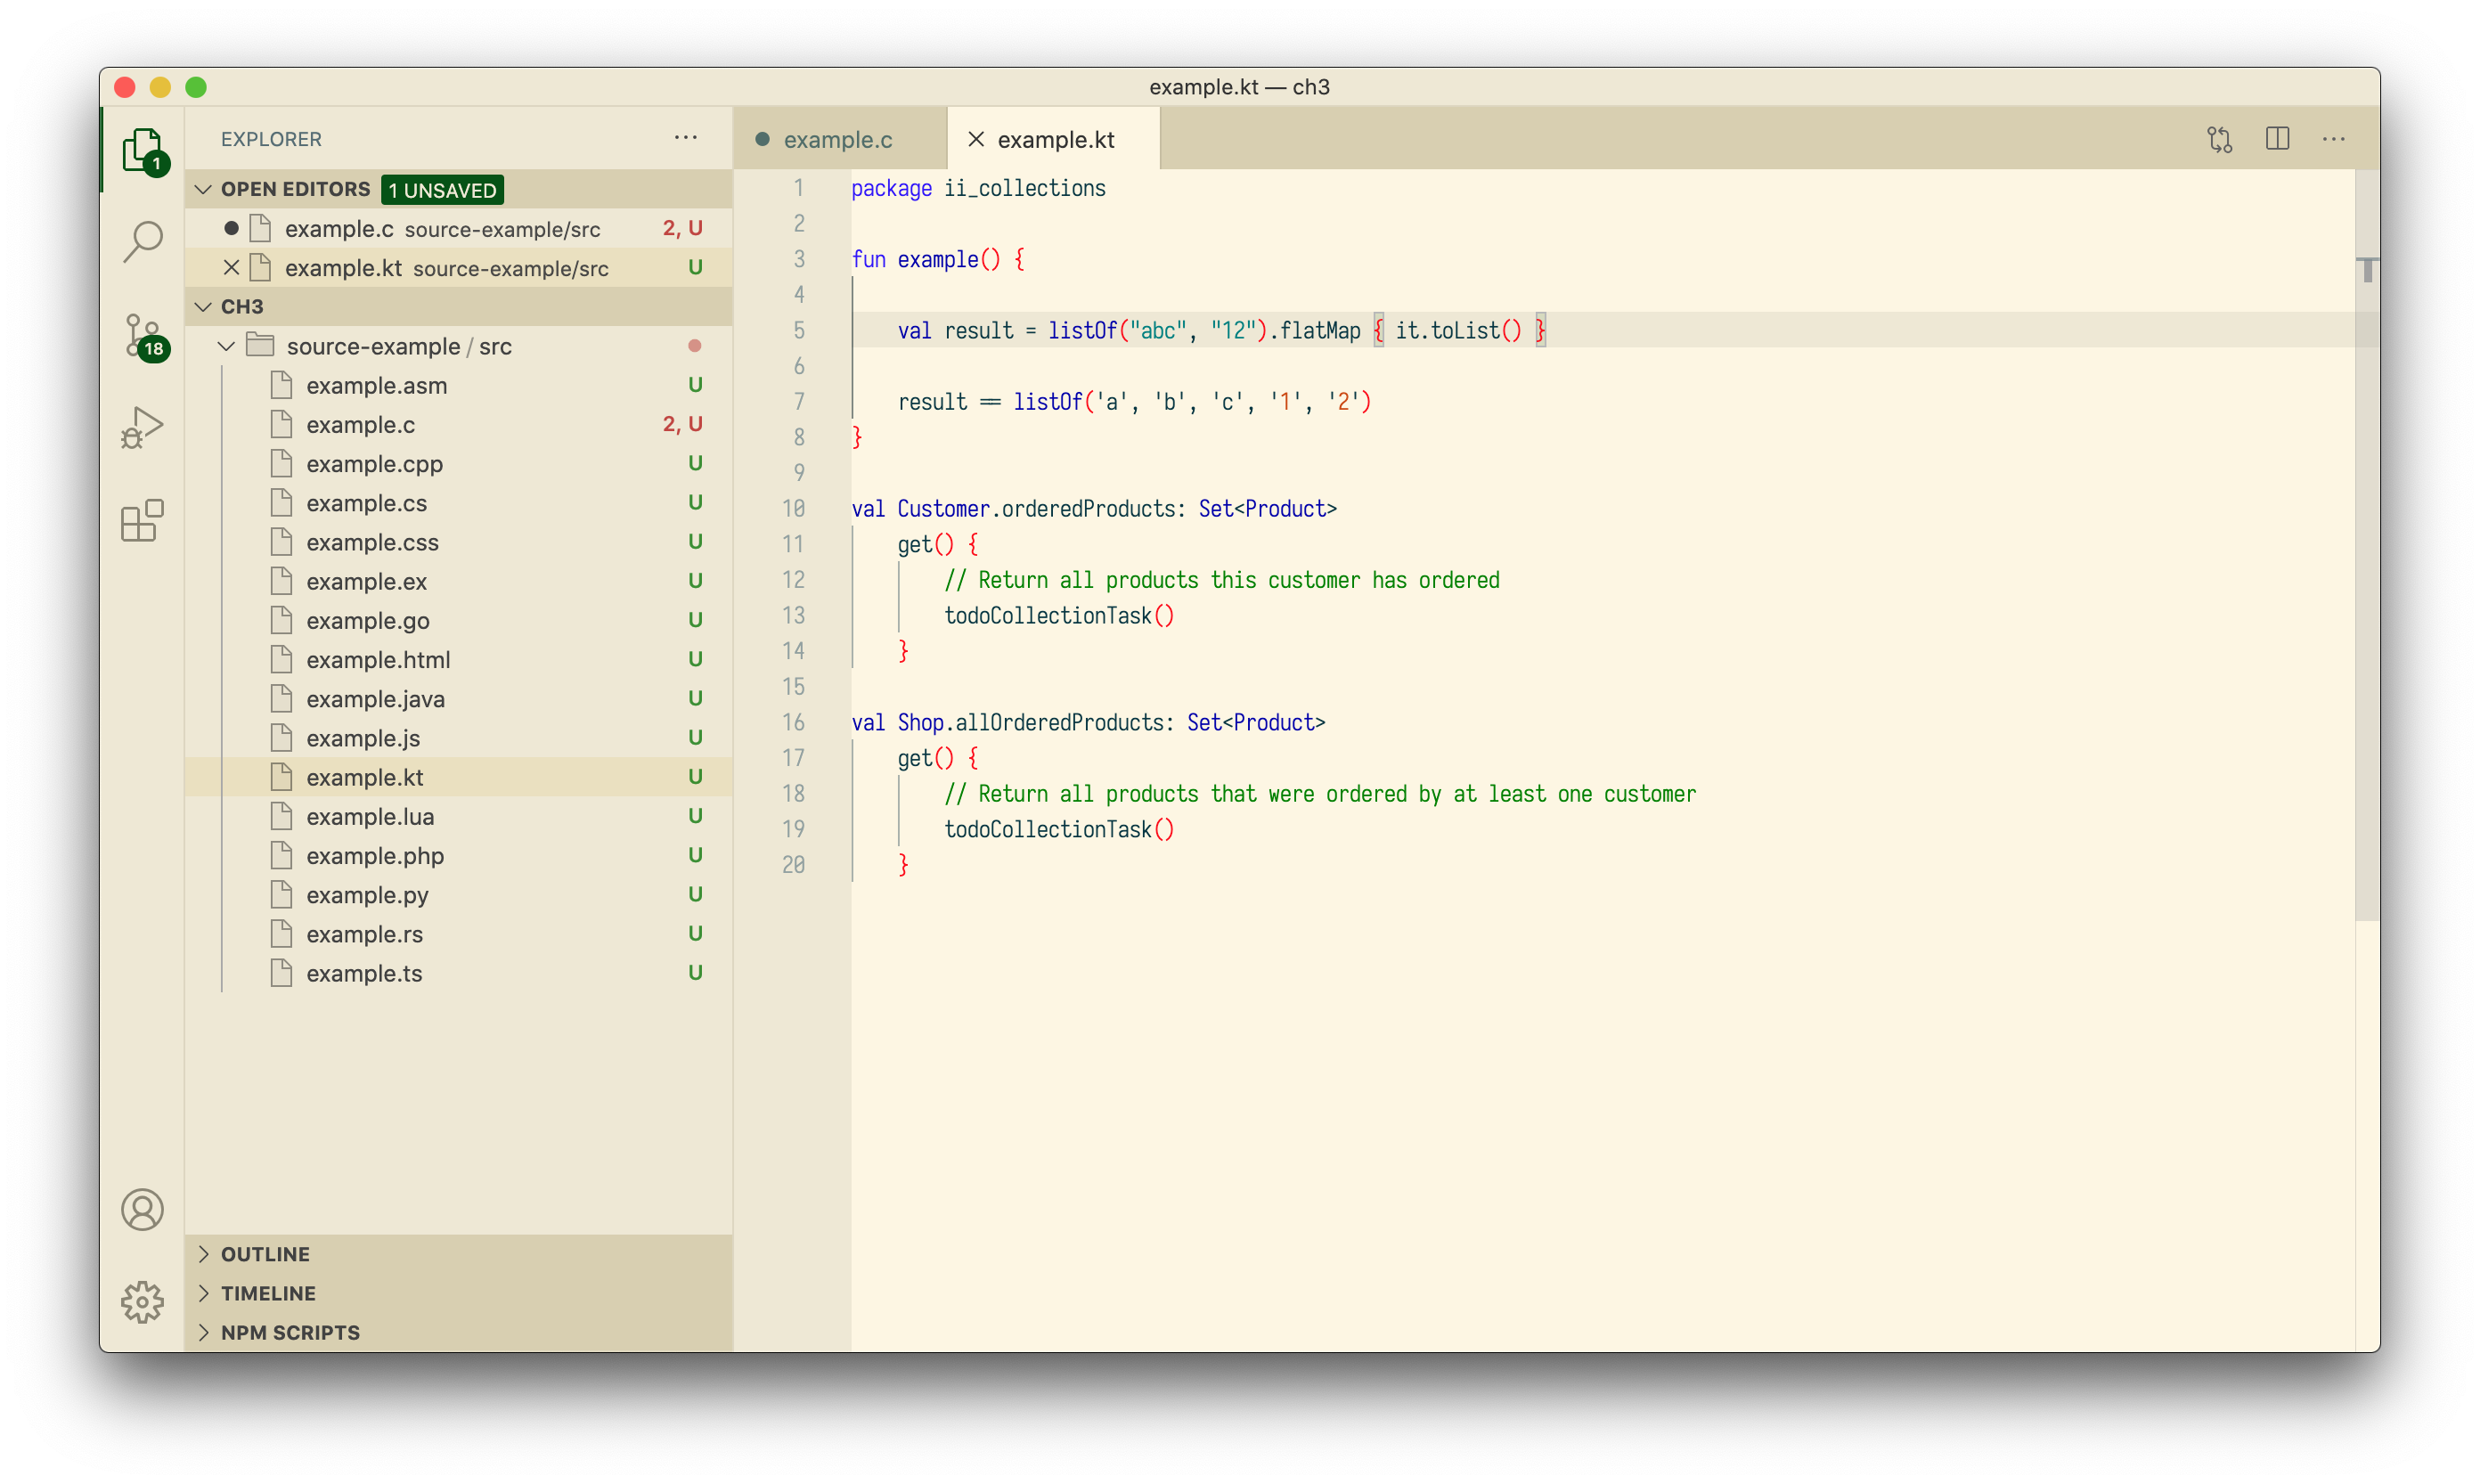 example.kt — ch3
EXPLORER
1
OPEN EDITORS 1 UNSAVED
example.c source-example/src 2, U
example.kt source-example/src U
CH3
source-example / src
18
example.asm U
example.c 2, U
example.cpp U
example.cs U
example.css U
example.ex U
example.go U
example.html U
example.java U
example.js U
example.kt U
example.lua U
example.php U
example.py U
example.rs U
example.ts U
OUTLINE
TIMELINE
NPM SCRIPTS
example.c
example.kt
1 package ii_collections
2
3 fun example() {
4
5 val result = listOf("abc", "12").flatMap { it.toList() }
6
7 result == listOf('a', 'b', 'c', '1', '2')
8 }
9
10 val Customer.orderedProducts: Set<Product>
11 get() {
12 // Return all products this customer has ordered
13 todoCollectionTask()
14 }
15
16 val Shop.allOrderedProducts: Set<Product>
17 get() {
18 // Return all products that were ordered by at least one customer
19 todoCollectionTask()
20 }